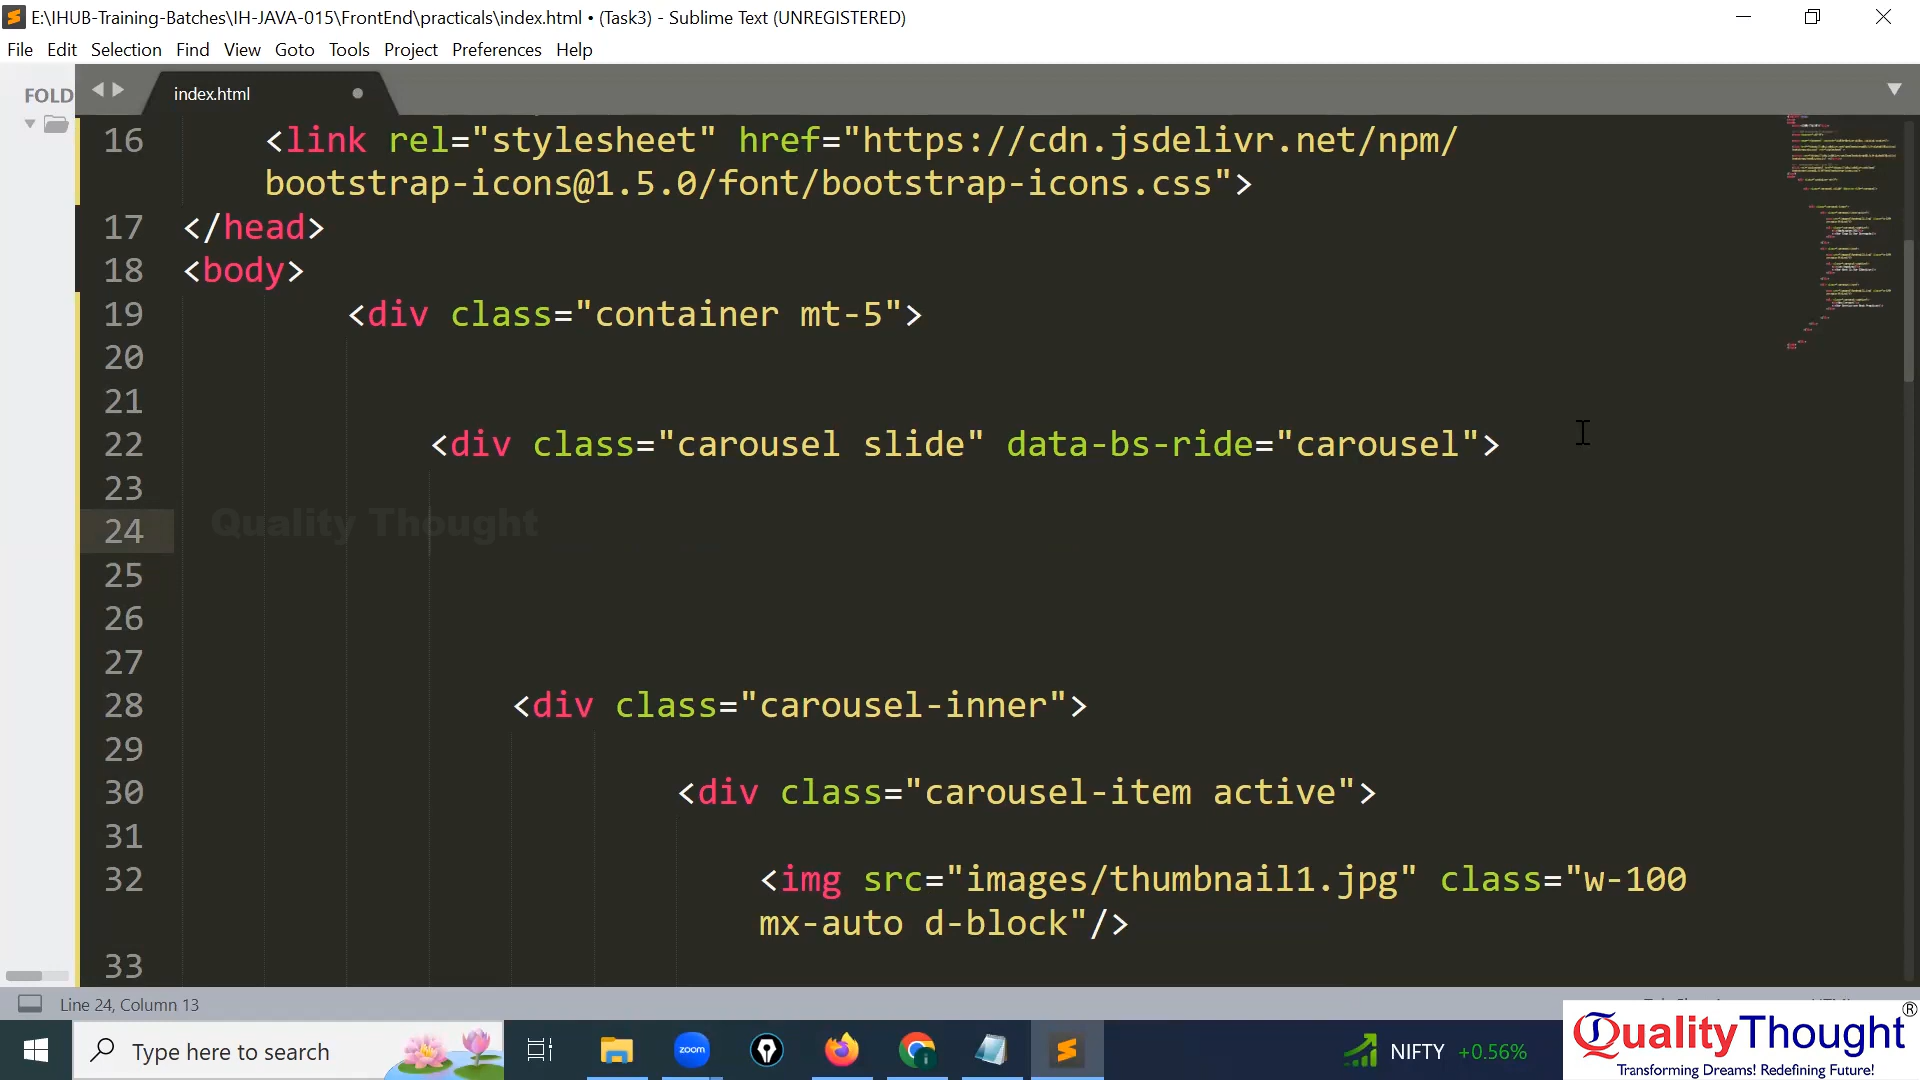 E:\IHUB-Training-Batches\IH-JAVA-015\FrontEnd\practicals\index.html • (Task3) - Sublime Text (UNREGISTERED)
File Edit Selection Find View Goto Tools Project Preferences Help
FOLD
index.html
16 <link rel="stylesheet" href="https://cdn.jsdelivr.net/npm/
bootstrap-icons@1.5.0/font/bootstrap-icons.css">
17 </head>
18 <body>
19 <div class="container mt-5">
20
21
22 <div class="carousel slide" data-bs-ride="carousel">
23
24
Quality Thought
25
26
27
28 <div class="carousel-inner">
29
30 <div class="carousel-item active">
31
32 <img src="images/thumbnail1.jpg" class="w-100
mx-auto d-block"/>
33
Line 24, Column 13
Type here to search
zoom
NIFTY +0.56%
QualityThought®
Transforming Dreams! Redefining Future!